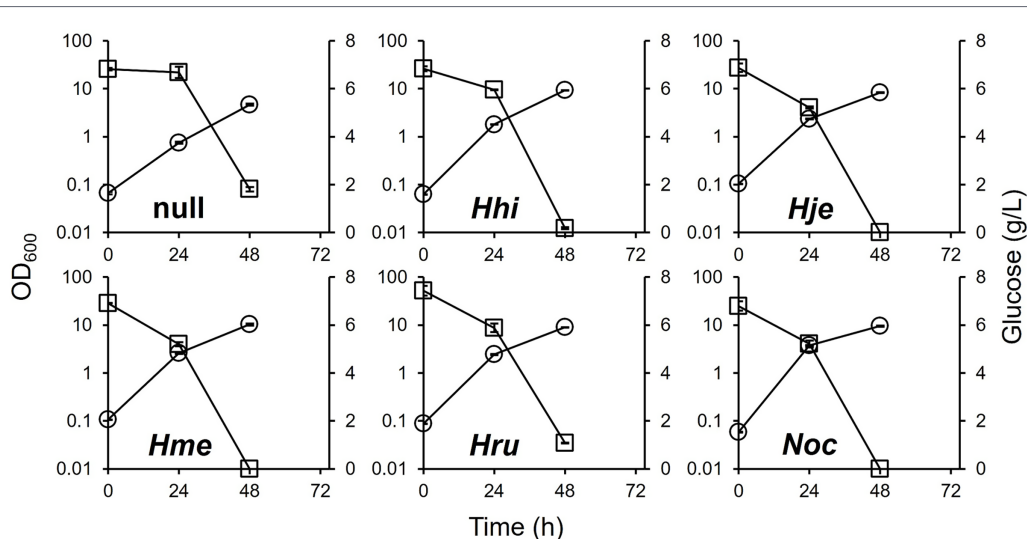 100 8 100 8 100 8
10 6 10 6 10 6
1 4 1 4 1 4
0.1 2 0.1 2 0.1 2
null Hhi Hje
0.01 0 0.01 0 0.01 0
0 24 48 72 0 24 48 72 0 24 48 72
OD600
Glucose (g/L)
100 8 100 8 100 8
10 6 10 6 10 6
1 4 1 4 1 4
0.1 2 0.1 2 0.1 2
Hme Hru Noc
0.01 0 0.01 0 0.01 0
0 24 48 72 0 24 48 72 0 24 48 72
Time (h)